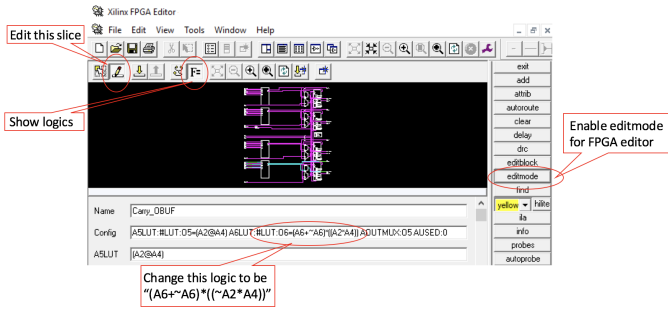 Xilinx FPGA Editor
File Edit View Tools Window Help
Edit this slice
F=
Show logics
exit
add
attrib
autoroute
clear
delay
drc
editblock
editmode
find
yellow hilite
ila
info
probes
autoprobe
Enable editmode
for FPGA editor
Name Carry_OBUF
Config A5LUT:#LUT:O5=(A2@A4) A6LUT:#LUT:O6=(A6+~A6)*((A2*A4)) AOUTMUX:O5 AUSED:0
A5LUT (A2@A4)
Change this logic to be
“(A6+~A6)*((~A2*A4))”